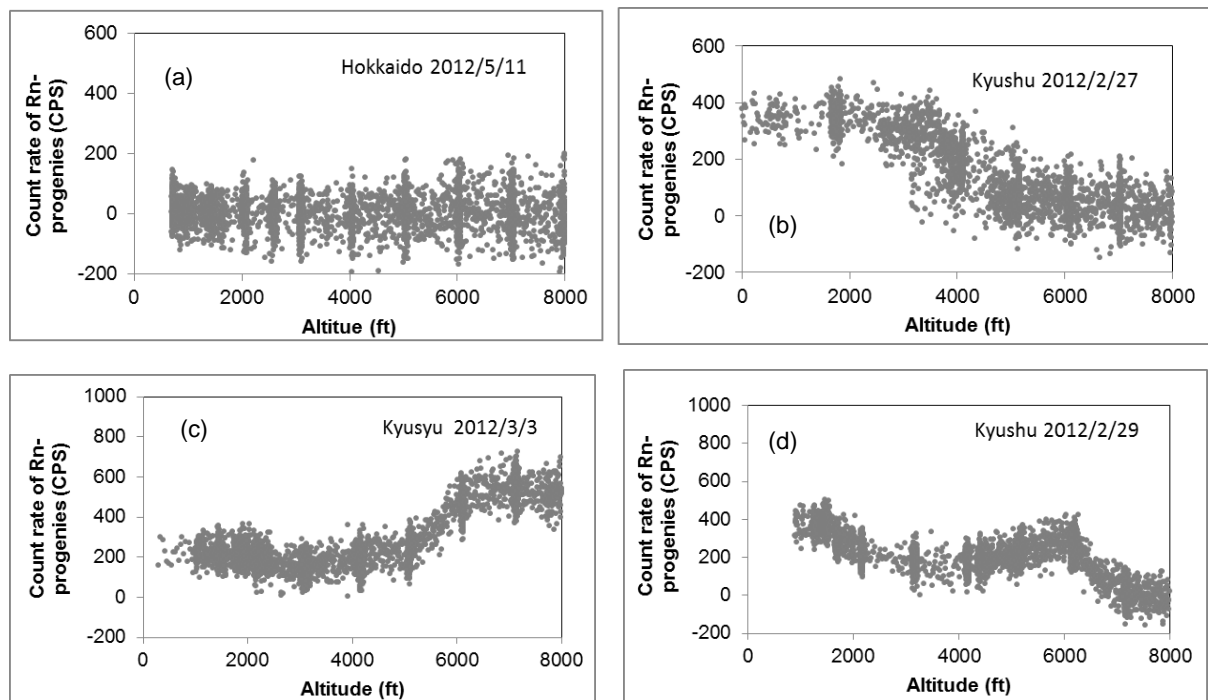 Count rate of Rn-
progenies (CPS)
600
400
200
0
-200
(a)
Hokkaido 2012/5/11
0
2000
4000
6000
8000
Altitue (ft)
Count rate of Rn-
progenies (CPS)
600
400
200
0
-200
Kyushu 2012/2/27
(b)
0
2000
4000
6000
8000
Altitude (ft)
Count rate of Rn-
progenies (CPS)
1000
800
600
400
200
0
-200
(c)
Kyusyu 2012/3/3
0
2000
4000
6000
8000
Altitude (ft)
Count rate of Rn-
progenies (CPS)
1000
800
600
400
200
0
-200
(d)
Kyushu 2012/2/29
0
2000
4000
6000
8000
Altitude (ft)